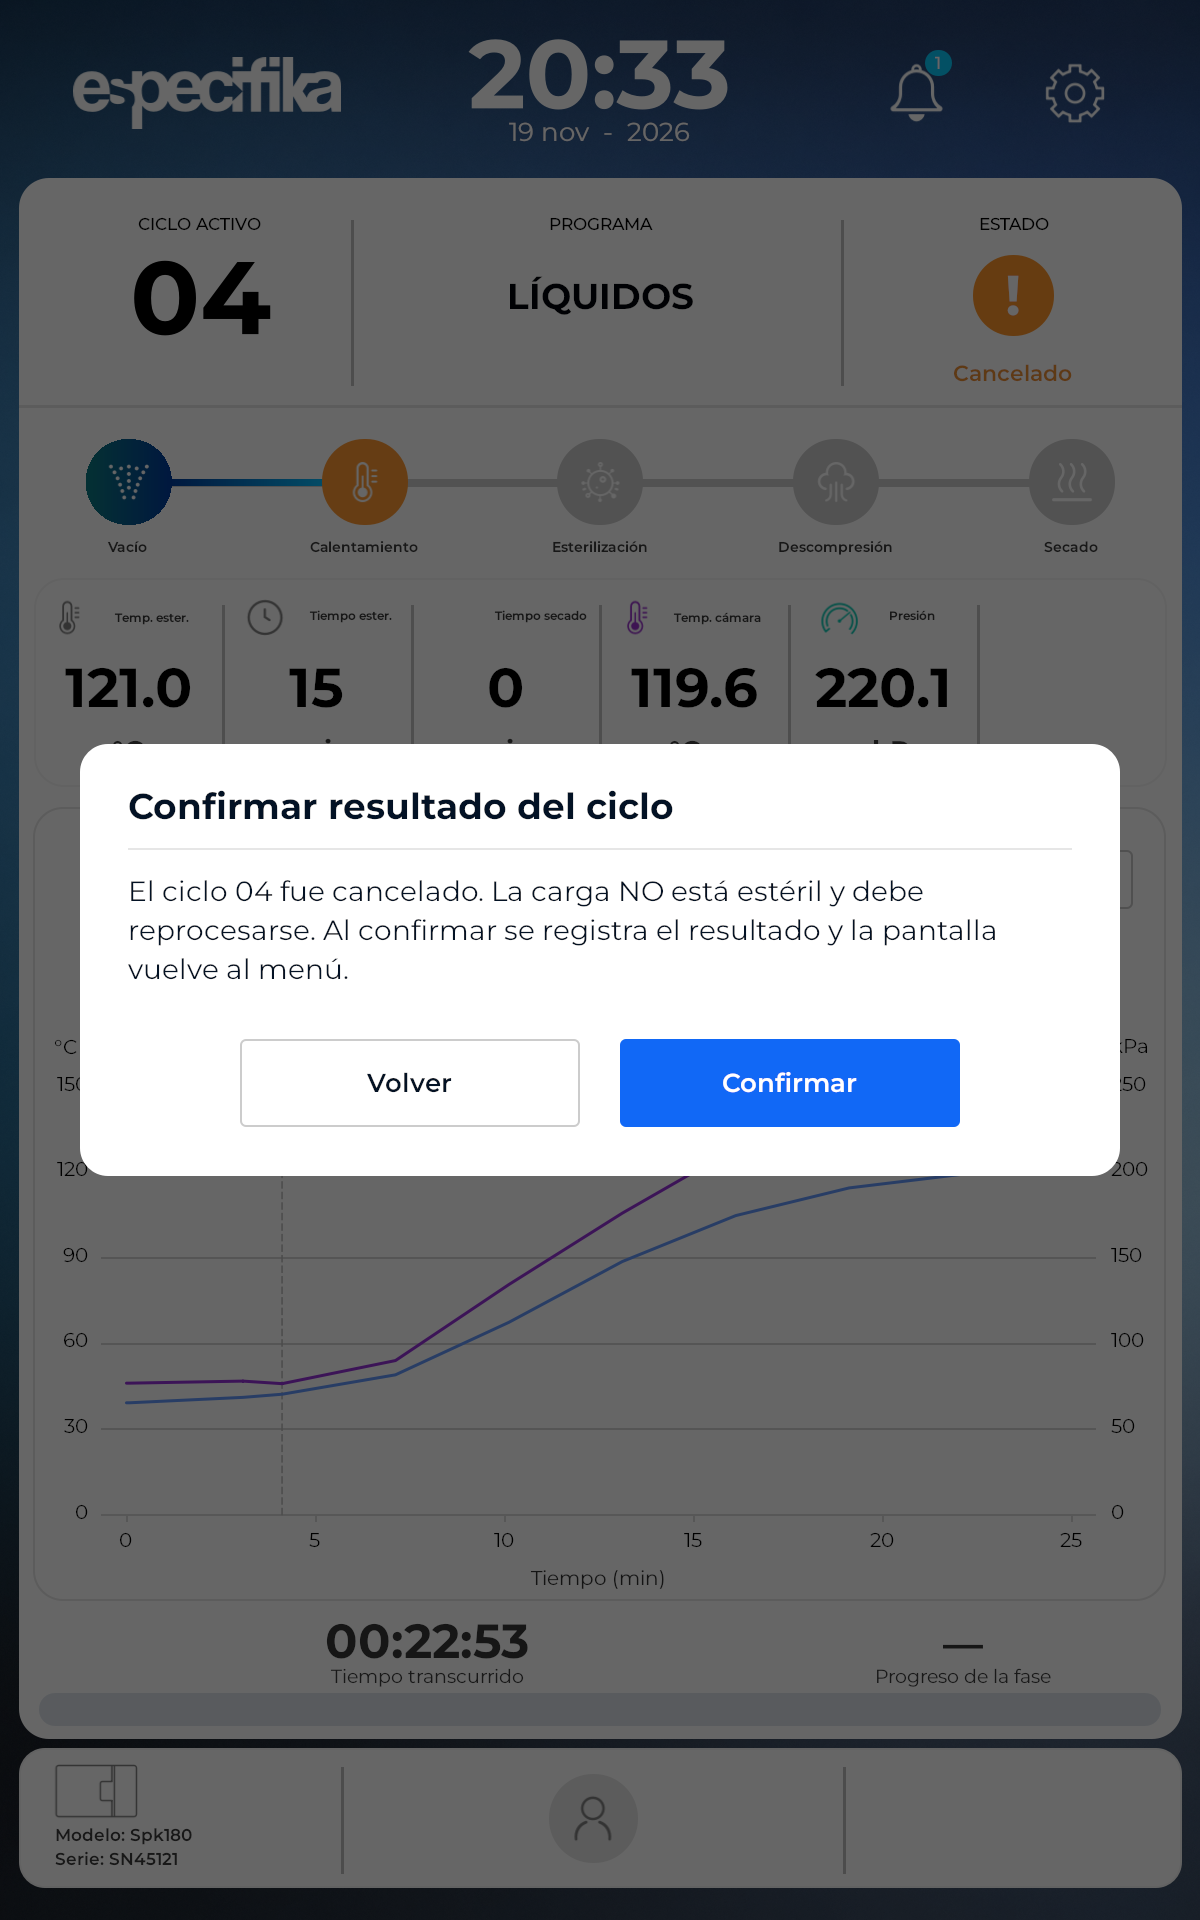 especifika
20:33
1
19 nov - 2026
CICLO ACTIVO
PROGRAMA
ESTADO
04
LÍQUIDOS
!
Cancelado
Vacío
Calentamiento
Esterilización
Descompresión
Secado
Temp. ester.
Tiempo ester.
Tiempo secado
Temp. cámara
Presión
121.0
15
0
119.6
220.1
Confirmar resultado del ciclo
El ciclo 04 fue cancelado. La carga NO está estéril y debe
reprocesarse. Al confirmar se registra el resultado y la pantalla
vuelve al menú.
Volver
Confirmar
°C
120
200
90
150
60
100
30
50
0
0
0
5
10
15
20
25
Tiempo (min)
00:22:53
—
Tiempo transcurrido
Progreso de la fase
Modelo: Spk180
Serie: SN45121